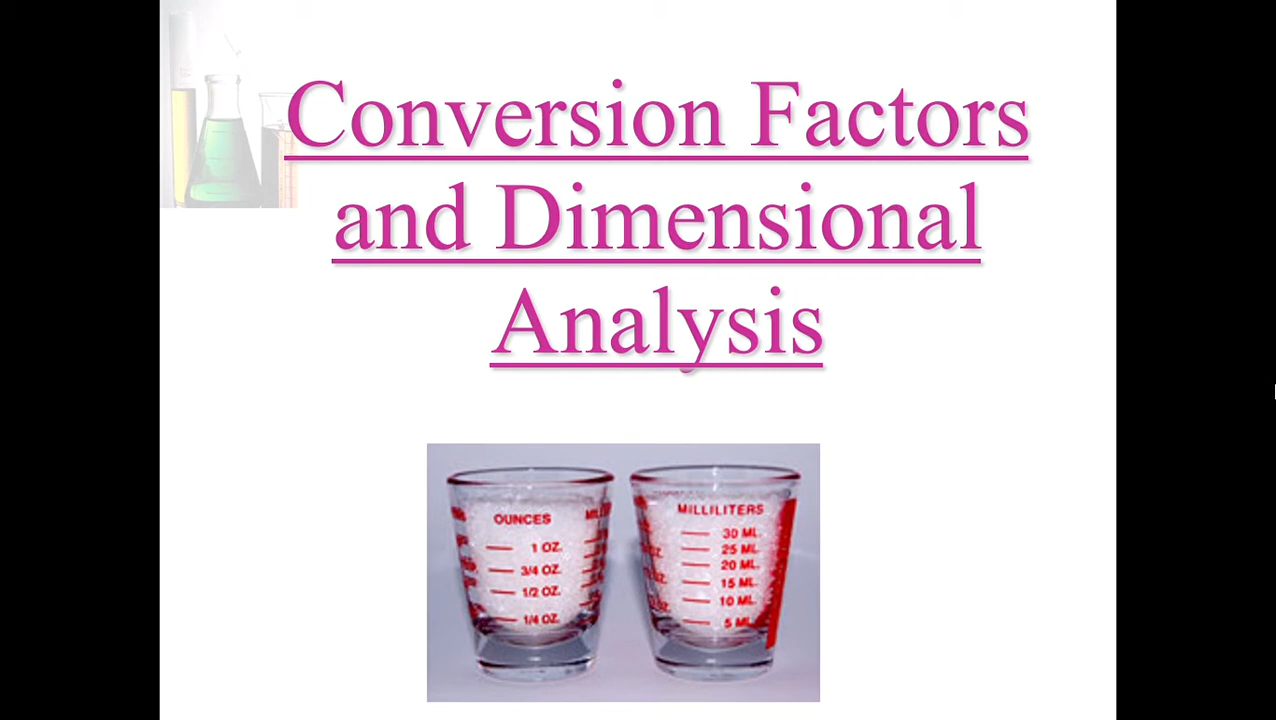 Conversion Factors
and Dimensional
Analysis
OUNCES
1 OZ.
3/4 OZ.
1/2 OZ.
1/4 OZ.
MILLILITERS
30 ML.
25 ML.
20 ML.
15 ML.
10 ML.
5 ML.